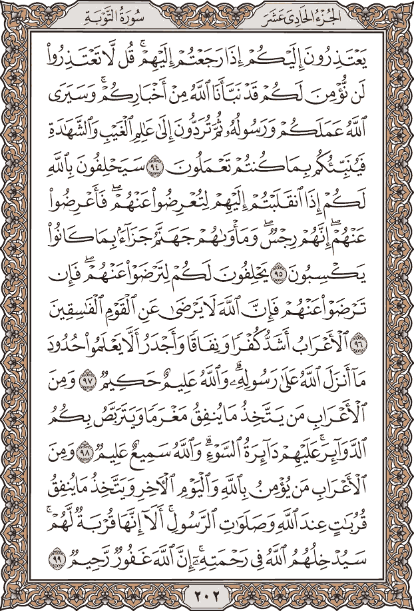 الجزء الحادي عشر
سورة التوبة
يَعْتَذِرُونَ إِلَيْكُمْ إِذَا رَجَعْتُمْ إِلَيْهِمْ ۚ قُل لَّا تَعْتَذِرُوا۟
لَن نُّؤْمِنَ لَكُمْ قَدْ نَبَّأَنَا ٱللَّهُ مِنْ أَخْبَارِكُمْ ۚ وَسَيَرَى
ٱللَّهُ عَمَلَكُمْ وَرَسُولُهُۥ ثُمَّ تُرَدُّونَ إِلَىٰ عَـٰلِمِ ٱلْغَيْبِ وَٱلشَّهَـٰدَةِ
فَيُنَبِّئُكُم بِمَا كُنتُمْ تَعْمَلُونَ ٩٤ سَيَحْلِفُونَ بِٱللَّهِ
لَكُمْ إِذَا ٱنقَلَبْتُمْ إِلَيْهِمْ لِتُعْرِضُوا۟ عَنْهُمْ ۖ فَأَعْرِضُوا۟
عَنْهُمْ ۖ إِنَّهُمْ رِجْسٌ ۖ وَمَأْوَىٰهُمْ جَهَنَّمُ جَزَآءًۢ بِمَا كَانُوا۟
يَكْسِبُونَ ٩٥ يَحْلِفُونَ لَكُمْ لِتَرْضَوْا۟ عَنْهُمْ ۖ فَإِن
تَرْضَوْا۟ عَنْهُمْ فَإِنَّ ٱللَّهَ لَا يَرْضَىٰ عَنِ ٱلْقَوْمِ ٱلْفَـٰسِقِينَ
٩٦ ٱلْأَعْرَابُ أَشَدُّ كُفْرًا وَنِفَاقًا وَأَجْدَرُ أَلَّا يَعْلَمُوا۟ حُدُودَ
مَآ أَنزَلَ ٱللَّهُ عَلَىٰ رَسُولِهِۦ ۗ وَٱللَّهُ عَلِيمٌ حَكِيمٌ ٩٧ وَمِنَ
ٱلْأَعْرَابِ مَن يَتَّخِذُ مَا يُنفِقُ مَغْرَمًا وَيَتَرَبَّصُ بِكُمُ
ٱلدَّوَآئِرَ ۚ عَلَيْهِمْ دَآئِرَةُ ٱلسَّوْءِ ۗ وَٱللَّهُ سَمِيعٌ عَلِيمٌ ٩٨ وَمِنَ
ٱلْأَعْرَابِ مَن يُؤْمِنُ بِٱللَّهِ وَٱلْيَوْمِ ٱلْـَٔاخِرِ وَيَتَّخِذُ مَا يُنفِقُ
قُرُبَـٰتٍ عِندَ ٱللَّهِ وَصَلَوَٰتِ ٱلرَّسُولِ ۚ أَلَآ إِنَّهَا قُرْبَةٌ لَّهُمْ ۚ
سَيُدْخِلُهُمُ ٱللَّهُ فِى رَحْمَتِهِۦٓ ۗ إِنَّ ٱللَّهَ غَفُورٌ رَّحِيمٌ ٩٩
٢٠٢